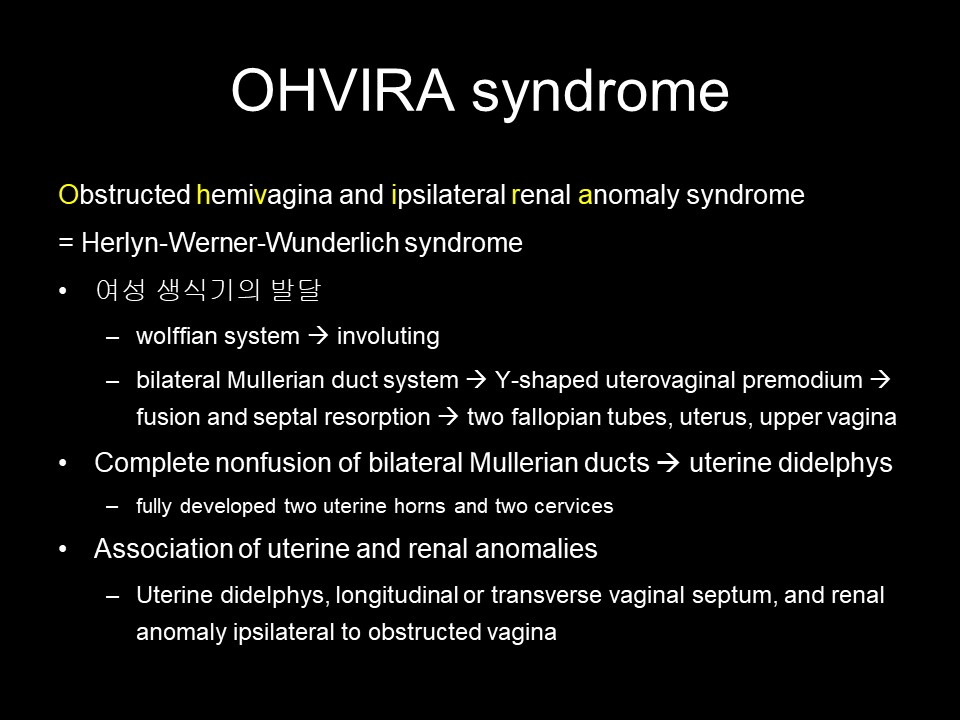 OHVIRA syndrome
Obstructed hemivagina and ipsilateral renal anomaly syndrome
= Herlyn-Werner-Wunderlich syndrome
• 여성 생식기의 발달
– wolffian system → involuting
– bilateral Mullerian duct system → Y-shaped uterovaginal premodium →
fusion and septal resorption → two fallopian tubes, uterus, upper vagina
• Complete nonfusion of bilateral Mullerian ducts → uterine didelphys
– fully developed two uterine horns and two cervices
• Association of uterine and renal anomalies
– Uterine didelphys, longitudinal or transverse vaginal septum, and renal
anomaly ipsilateral to obstructed vagina